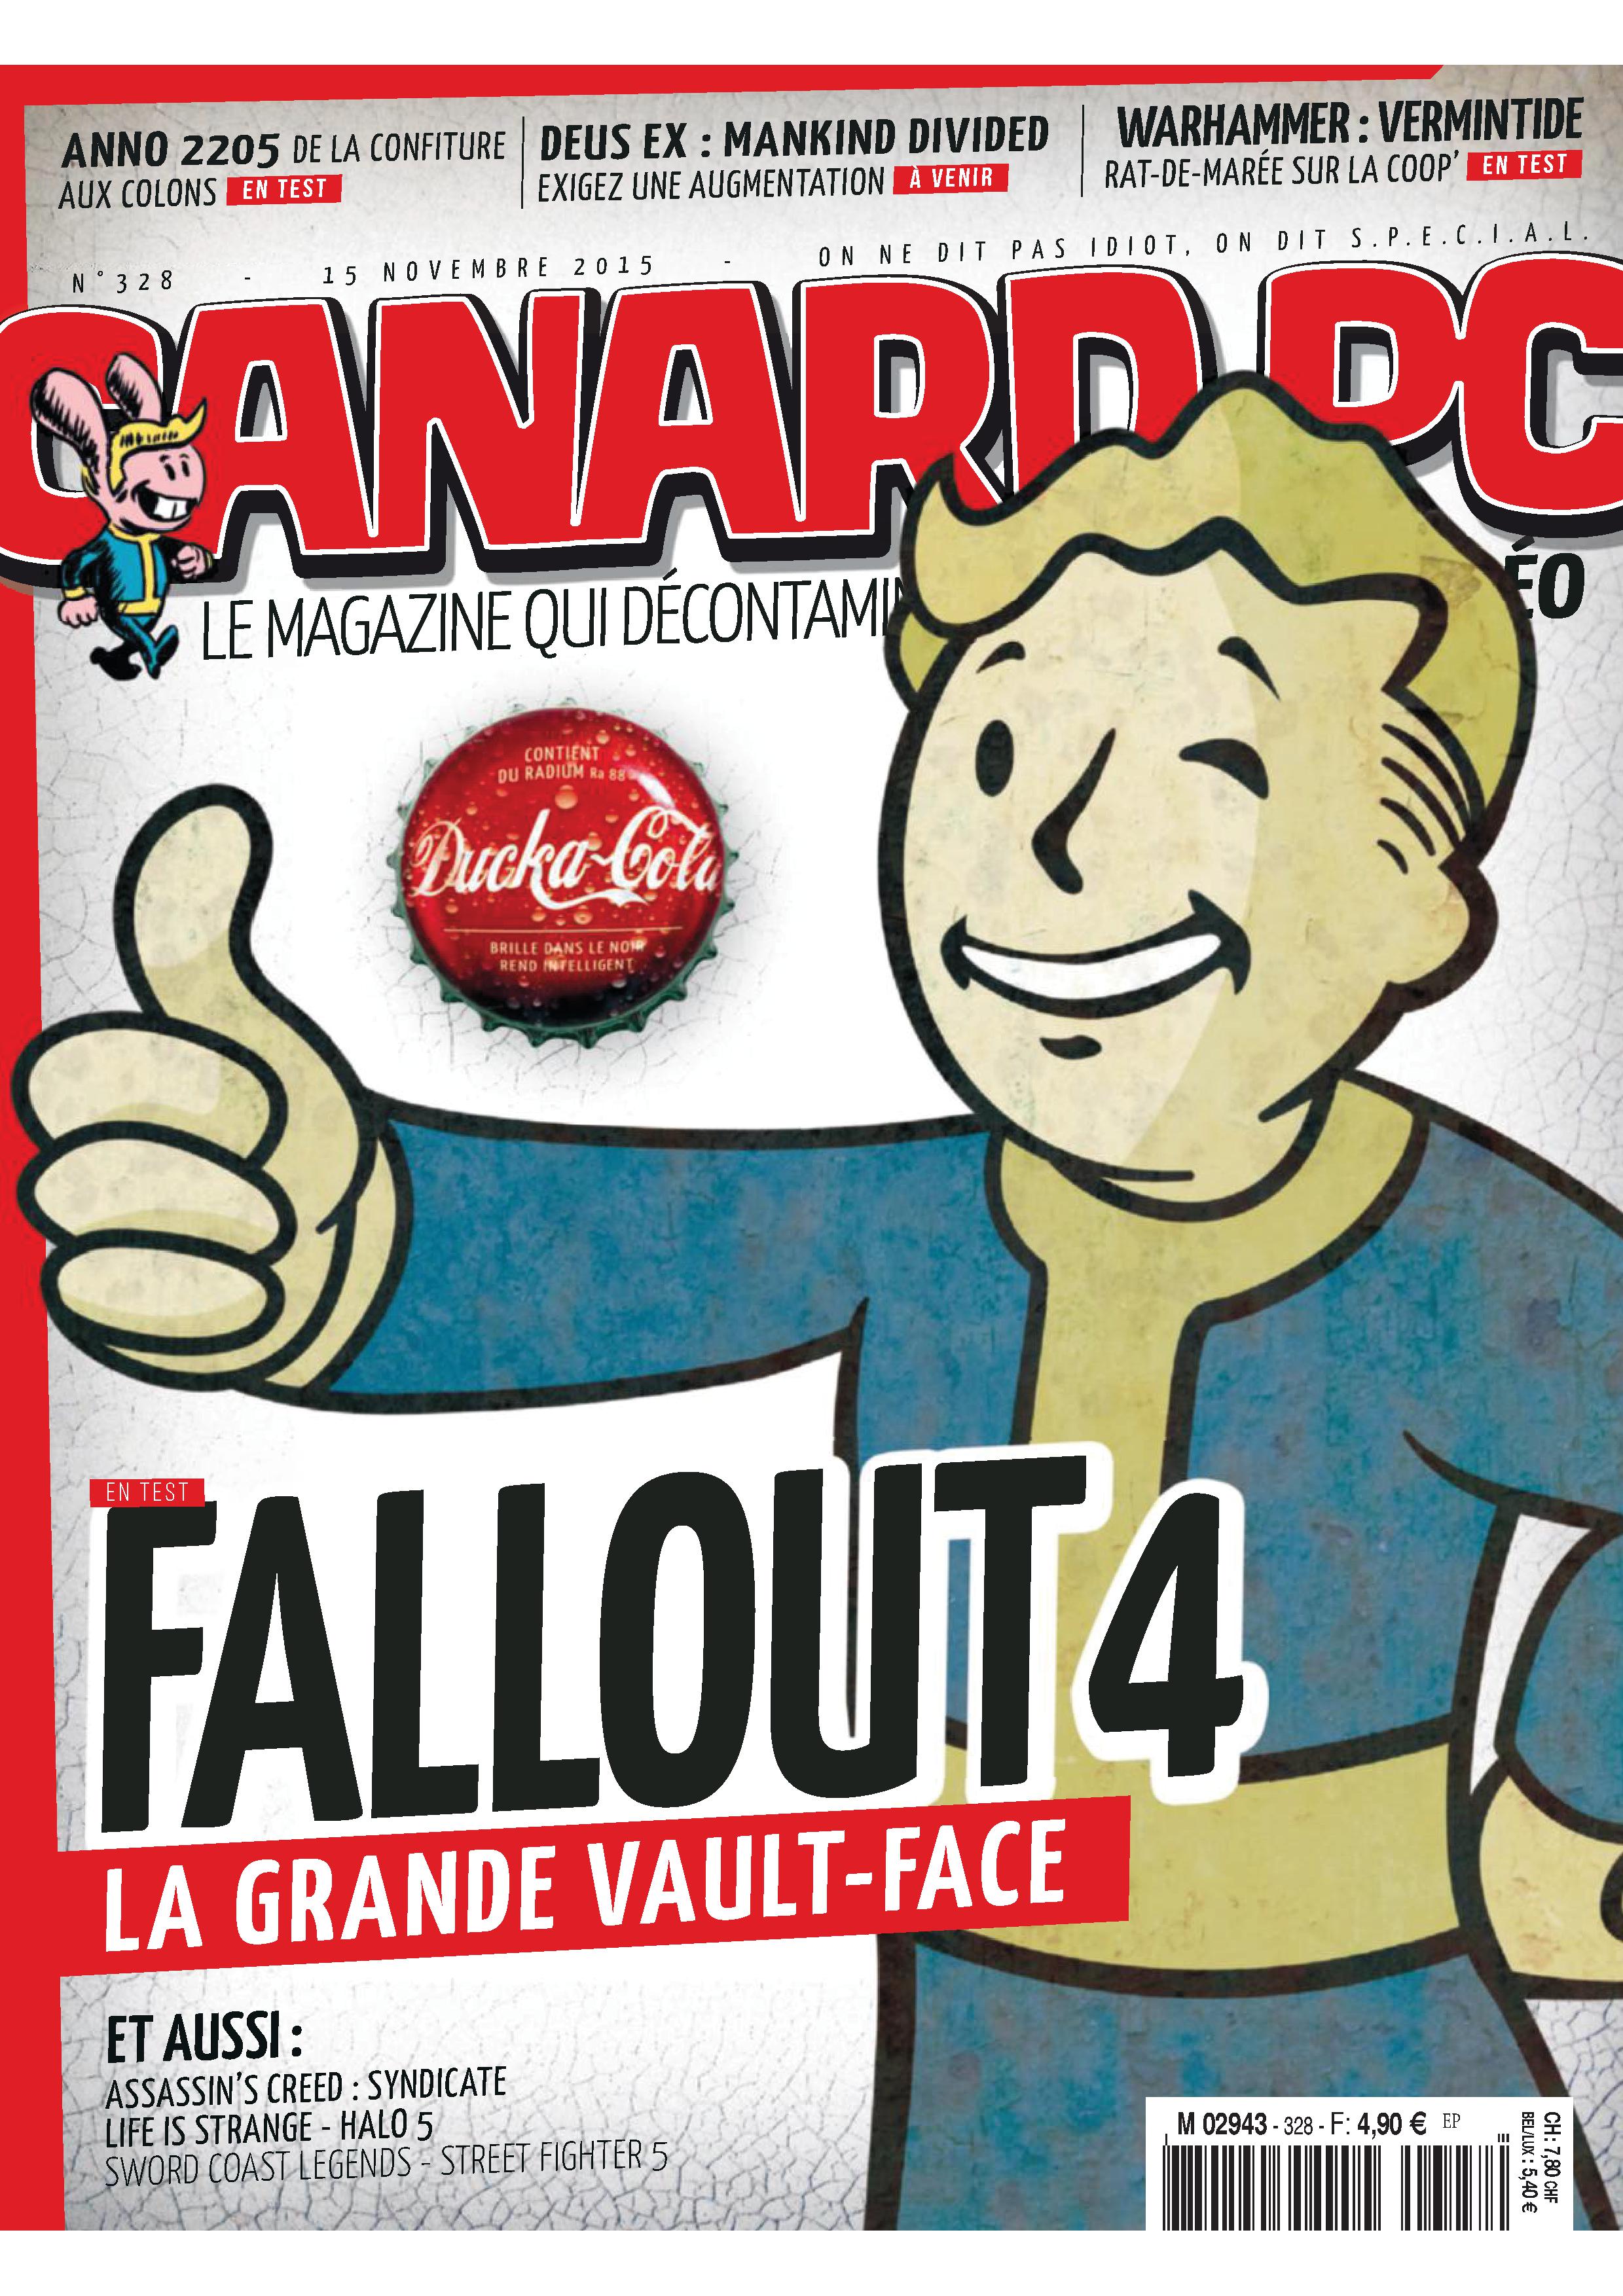 ANNO 2205 DE LA CONFITURE
AUX COLONS EN TEST
DEUS EX : MANKIND DIVIDED
EXIGEZ UNE AUGMENTATION À VENIR
WARHAMMER : VERMINTIDE
RAT-DE-MARÉE SUR LA COOP' EN TEST
N°328 - 15 NOVEMBRE 2015 - ON NE DIT PAS IDIOT, ON DIT S.P.E.C.I.A.L.
CANARD PC
LE MAGAZINE QUI
CONTIENT
DU RADIUM Ra 88
Ducka-Cola
BRILLE DANS LE NOIR
REND INTELLIGENT
EN TEST
FALLOUT 4
LA GRANDE VAULT-FACE
ET AUSSI :
ASSASSIN'S CREED : SYNDICATE
LIFE IS STRANGE - HALO 5
SWORD COAST LEGENDS - STREET FIGHTER 5
M 02943 - 328 - F: 4,90 € EP
CH : 7,80 CHF
BEL/LUX : 5,40 €